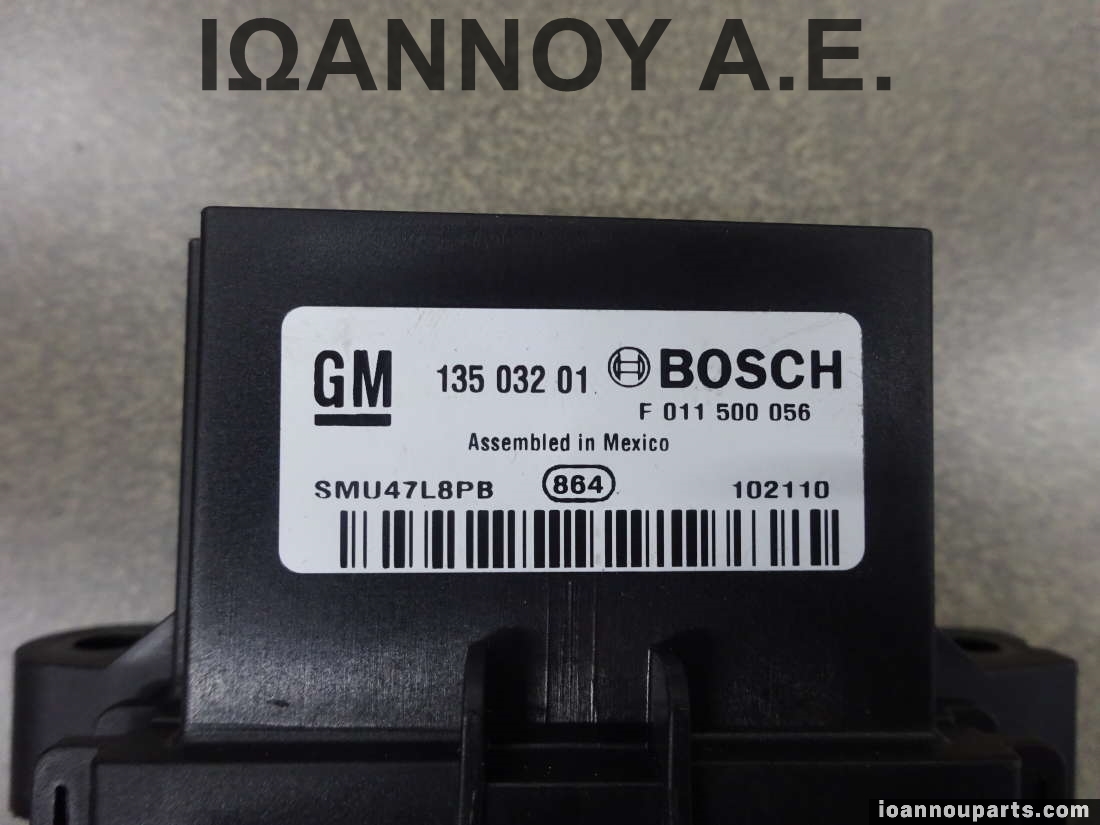 ΙΩΑΝΝΟΥ Α.Ε.
GM 135 032 01 BOSCH
F 011 500 056
Assembled in Mexico
SMU47L8PB 864 102110
ioannouparts.com